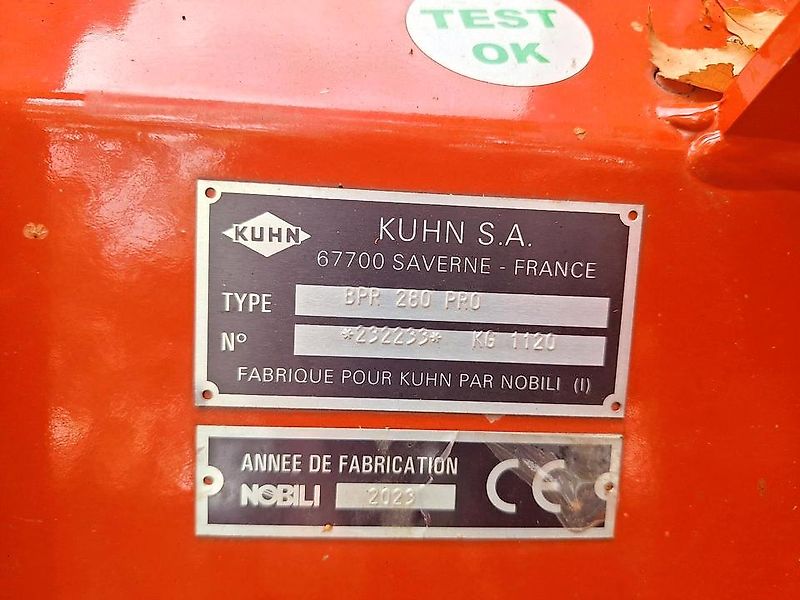 TEST
OK
KUHN
KUHN S.A.
67700 SAVERNE - FRANCE
TYPE BPR 280 PRO
N° *232233* KG 1120
FABRIQUE POUR KUHN PAR NOBILI (I)
ANNEE DE FABRICATION
NOBILI 2023
CE